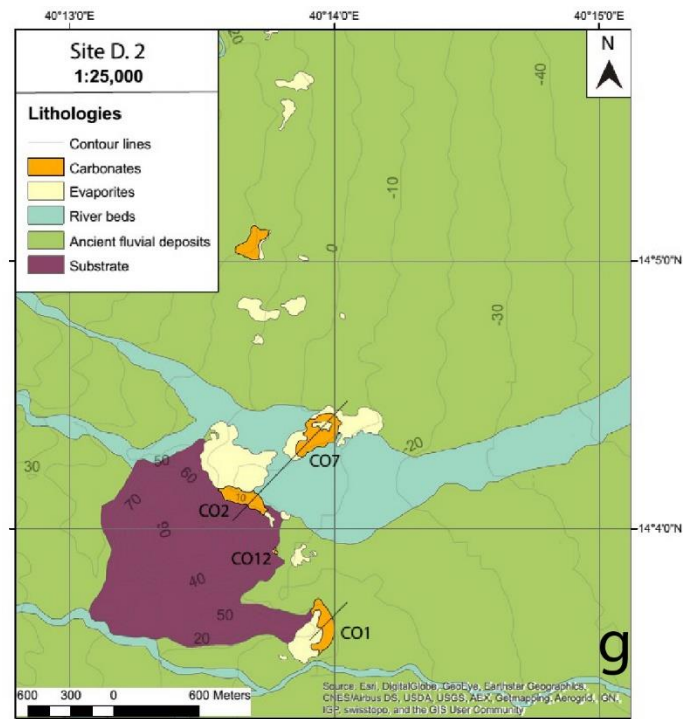 40°13'0"E
40°14'0"E
40°15'0"E
Site D. 2
1:25,000
Lithologies
Contour lines
Carbonates
Evaporites
River beds
Ancient fluvial deposits
Substrate
N
-40
-10
0
14°5'0"N
-30
-20
30
50
60
70
CO7
10
CO2
14°4'0"N
CO12
40
50
20
CO1
g
600 300 0 600 Meters
Source: Esri, DigitalGlobe, GeoEye, Earthstar Geographics,
CNES/Airbus DS, USDA, USGS, AEX, Getmapping, Aerogrid, IGN,
IGP, swisstopo, and the GIS User Community